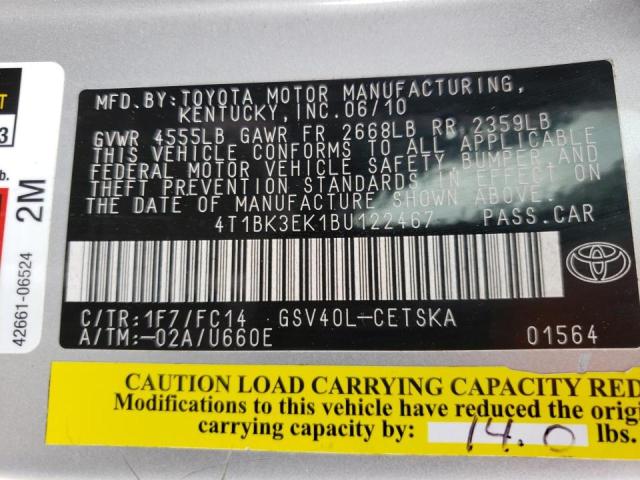 MFD.BY:TOYOTA MOTOR MANUFACTURING,
KENTUCKY, INC.06/10
GVWR 4555LB GAWR FR 2668LB RR 2359LB
THIS VEHICLE CONFORMS TO ALL APPLICABLE
FEDERAL MOTOR VEHICLE SAFETY, BUMPER, AND
THEFT PREVENTION STANDARDS IN EFFECT ON
THE DATE OF MANUFACTURE SHOWN ABOVE.
4T1BK3EK1BU122467 PASS.CAR
C/TR:1F7/FC14 GSV40L-CETSKA
A/TM:-02A/U660E 01564
TOYOTA
2M
42661-06524
3
b.
CAUTION LOAD CARRYING CAPACITY RED
Modifications to this vehicle have reduced the origi
carrying capacity by: 14.0 lbs.